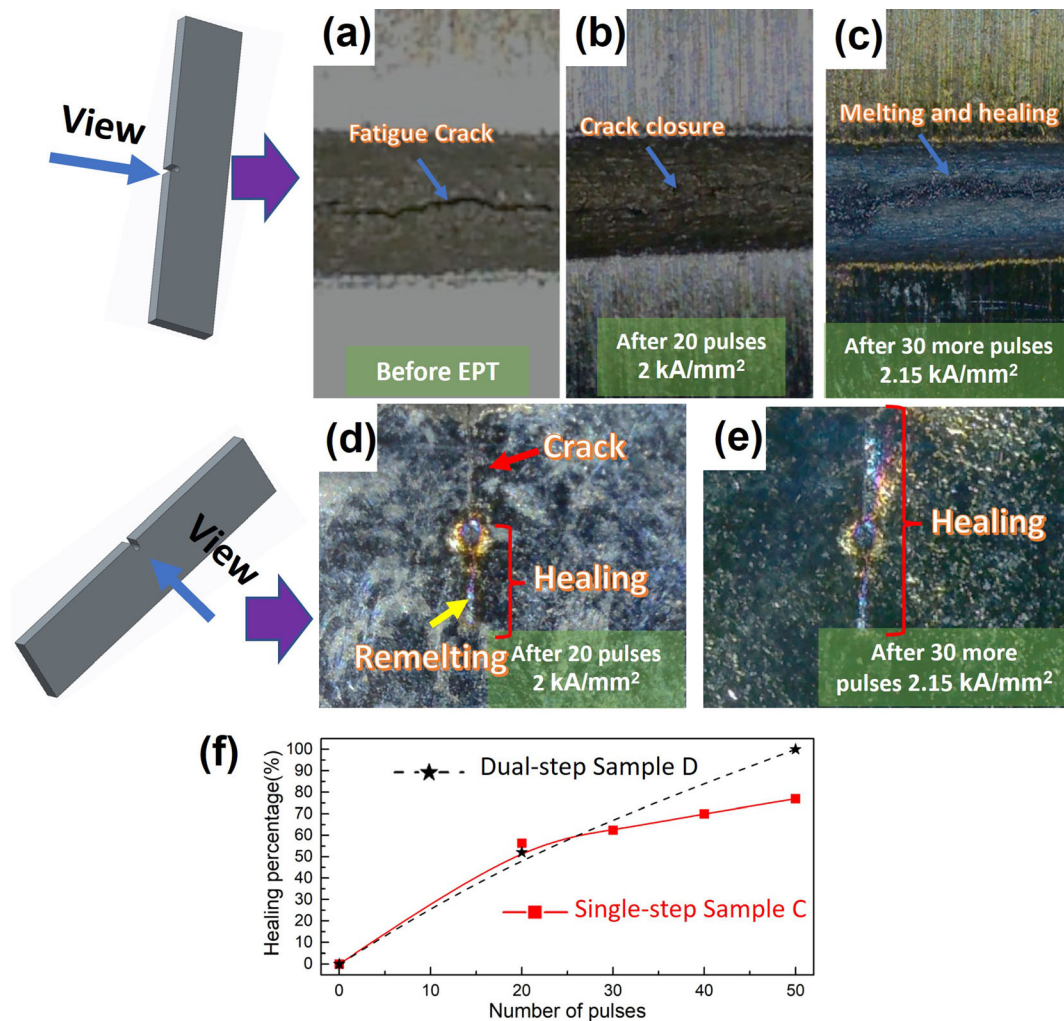 View
(a)
Fatigue Crack
Before EPT
(b)
Crack closure
After 20 pulses
2 kA/mm²
(c)
Melting and healing
After 30 more pulses
2.15 kA/mm²
View
(d)
Crack
Healing
Remelting
After 20 pulses
2 kA/mm²
(e)
Healing
After 30 more
pulses 2.15 kA/mm²
(f)
Healing percentage(%)
100
90
80
70
60
50
40
30
20
10
0
Dual-step Sample D
Single-step Sample C
0 10 20 30 40 50
Number of pulses